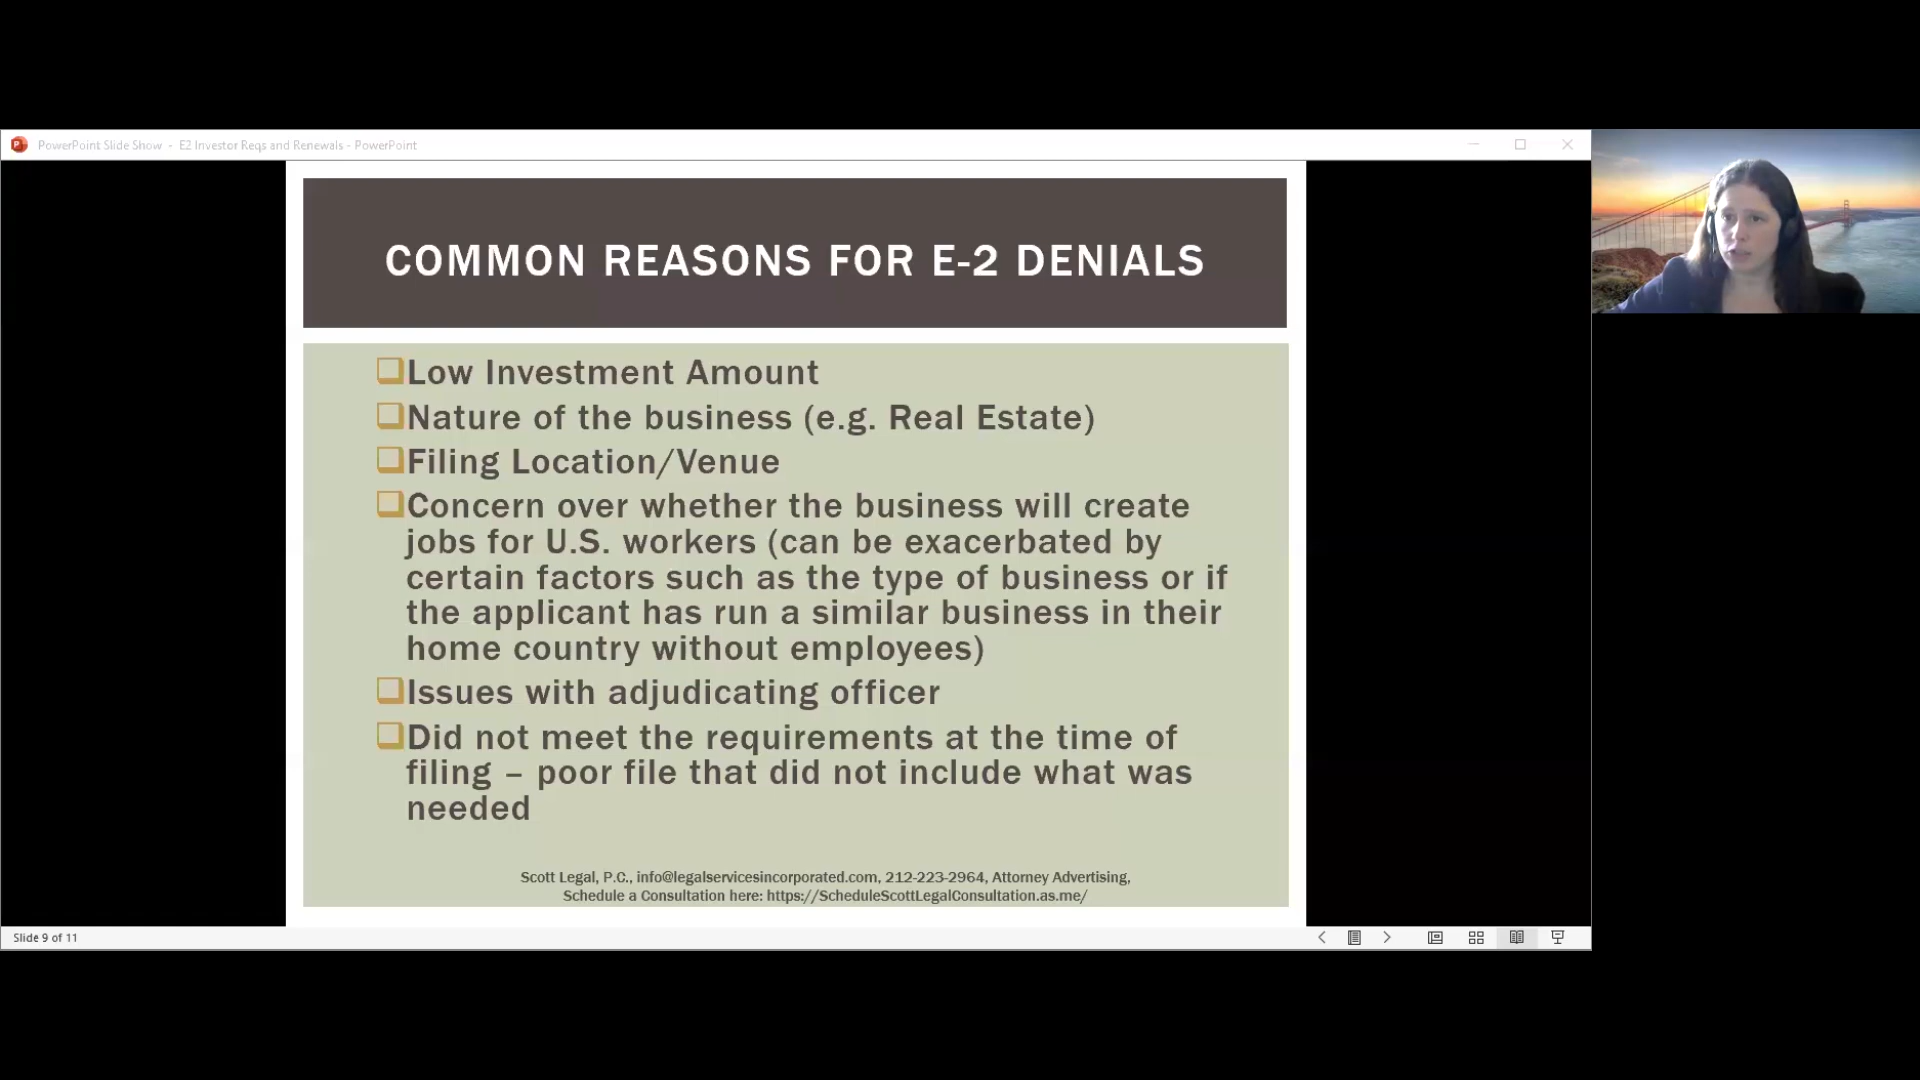 PowerPoint Slide Show - E2 Investor Reqs and Renewals - PowerPoint
COMMON REASONS FOR E-2 DENIALS
Low Investment Amount
Nature of the business (e.g. Real Estate)
Filing Location/Venue
Concern over whether the business will create
jobs for U.S. workers (can be exacerbated by
certain factors such as the type of business or if
the applicant has run a similar business in their
home country without employees)
Issues with adjudicating officer
Did not meet the requirements at the time of
filing – poor file that did not include what was
needed
Scott Legal, P.C., info@legalservicesincorporated.com, 212-223-2964, Attorney Advertising,
Schedule a Consultation here: https://ScheduleScottLegalConsultation.as.me/
Slide 9 of 11